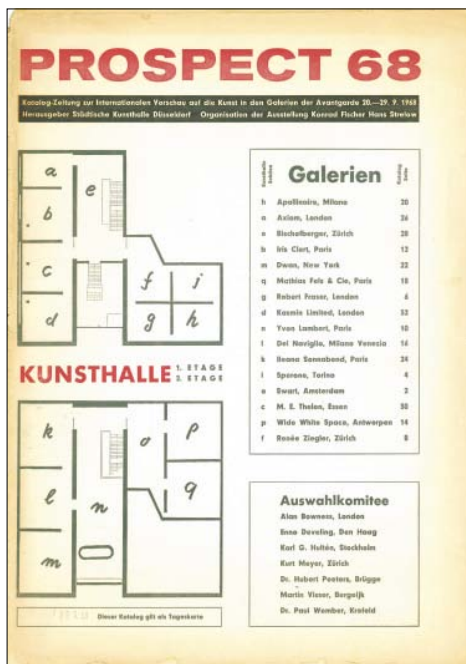 PROSPECT 68
Katalog-Zeitung zur Internationalen Vorschau auf die Kunst in den Galerien der Avantgarde 20.—29. 9. 1968
Herausgeber Städtische Kunsthalle Düsseldorf Organisation der Ausstellung Konrad Fischer Hans Strelow
a
b
c
d
e
f
g
h
i
KUNSTHALLE 1. ETAGE
2. ETAGE
k
l
m
n
o
p
q
Dieser Katalog gilt als Tageskarte
Kunsthalle Galerien Katalog Seite
h Apollinaire, Milano 20
Axiom, London 26
Bischofberger, Zürich 28
b Iris Clert, Paris 12
m Dwan, New York 22
q Mathias Fels & Cie, Paris 18
g Robert Fraser, London 6
d Kasmin Limited, London 32
n Yvon Lambert, Paris 10
l Del Naviglio, Milano Venezia 16
k Ileana Sonnabend, Paris 24
i Sperone, Torino 4
Swart, Amsterdam 2
c M. E. Thelen, Essen 30
p Wide White Space, Antwerpen 14
f Renée Ziegler, Zürich 8
Auswahlkomitee
Alan Bowness, London
Enno Develing, Den Haag
Karl G. Hultén, Stockholm
Kurt Meyer, Zürich
Dr. Hubert Peeters, Brügge
Martin Visser, Bergeijk
Dr. Paul Wember, Krefeld